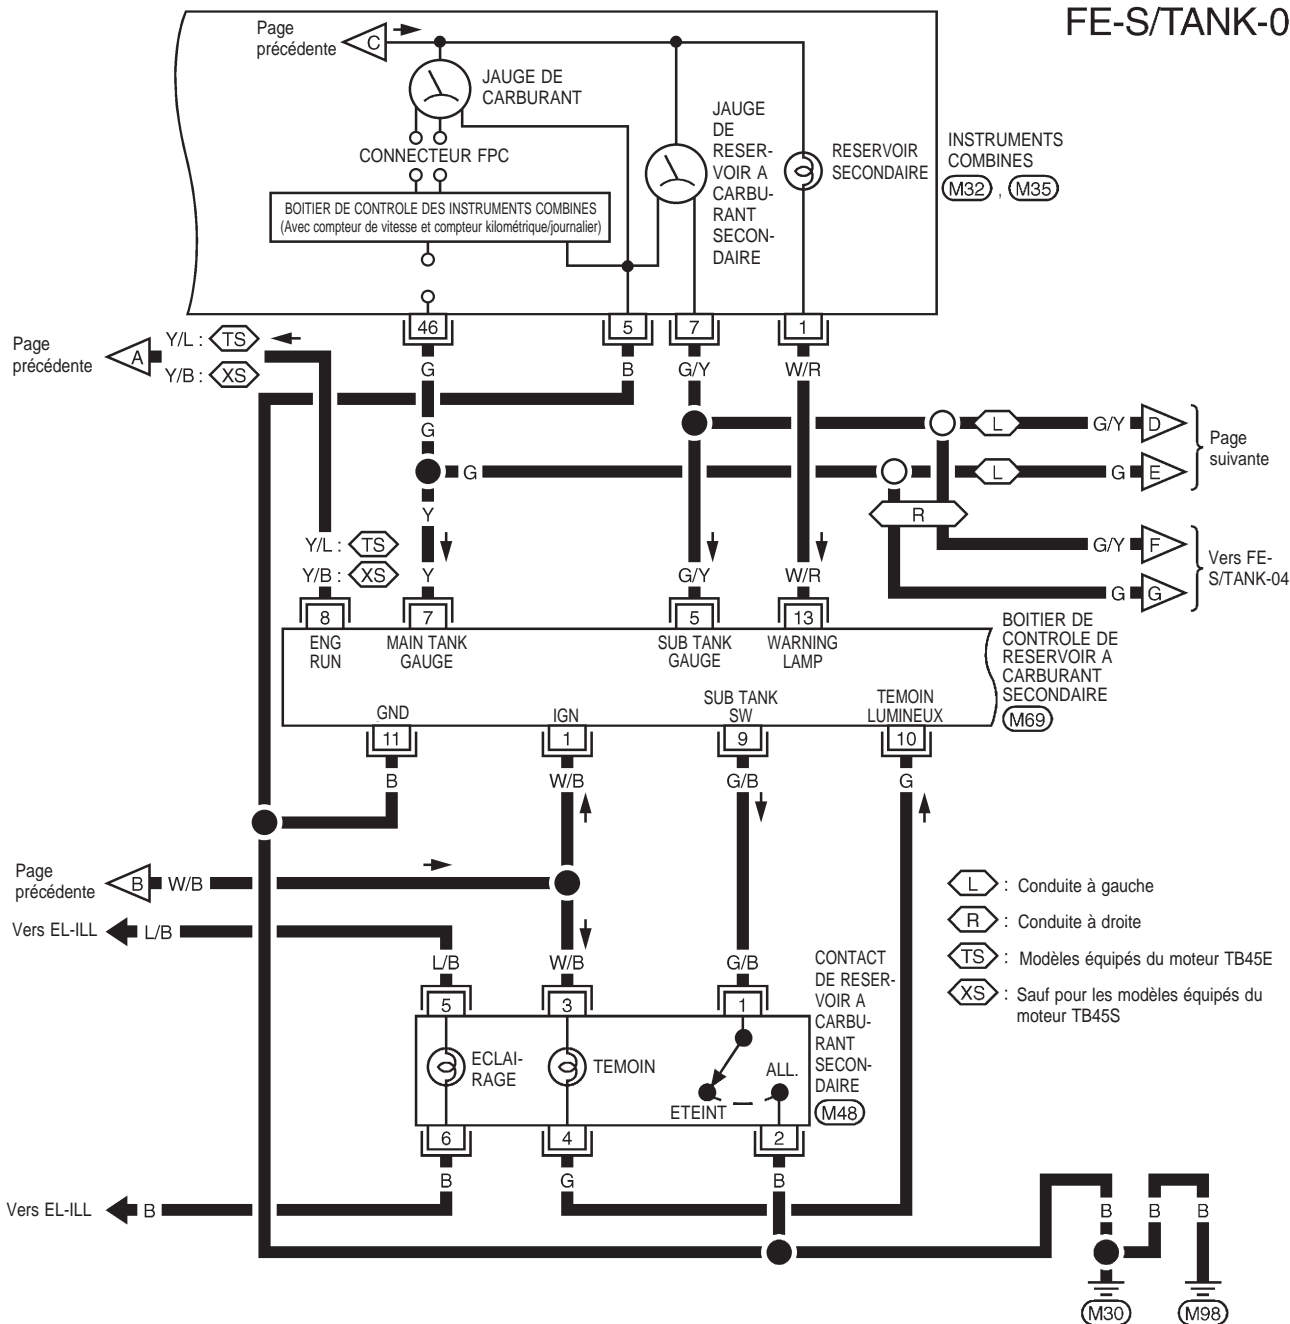 FE-S/TANK-0
Page
précédente
C
JAUGE DE
CARBURANT
CONNECTEUR FPC
BOITIER DE CONTROLE DES INSTRUMENTS COMBINES
(Avec compteur de vitesse et compteur kilométrique/journalier)
JAUGE
DE
RESER-
VOIR A
CARBU-
RANT
SECON-
DAIRE
RESERVOIR
SECONDAIRE
INSTRUMENTS
COMBINES
M32 , M35
46
5
7
1
Page
précédente
A
Y/L : TS
Y/B : XS
G
B
G/Y
W/R
G
G
Y
L
G/Y
D
L
G
E
Page
suivante
R
G/Y
F
G
G
Vers FE-
S/TANK-04
Y/L : TS
Y/B : XS
Y
G/Y
W/R
8
7
5
13
ENG
RUN
MAIN TANK
GAUGE
SUB TANK
GAUGE
WARNING
LAMP
BOITIER DE
CONTROLE DE
RESERVOIR A
CARBURANT
SECONDAIRE
M69
GND
IGN
SUB TANK
SW
TEMOIN
LUMINEUX
11
1
9
10
B
W/B
G/B
G
Page
précédente
B
W/B
Vers EL-ILL
L/B
L/B
W/B
G/B
5
3
1
ECLAI-
RAGE
TEMOIN
ETEINT
ALL.
CONTACT
DE RESER-
VOIR A
CARBU-
RANT
SECON-
DAIRE
M48
6
4
2
B
G
B
Vers EL-ILL
B
L : Conduite à gauche
R : Conduite à droite
TS : Modèles équipés du moteur TB45E
XS : Sauf pour les modèles équipés du
moteur TB45S
B
B
B
M30
M98